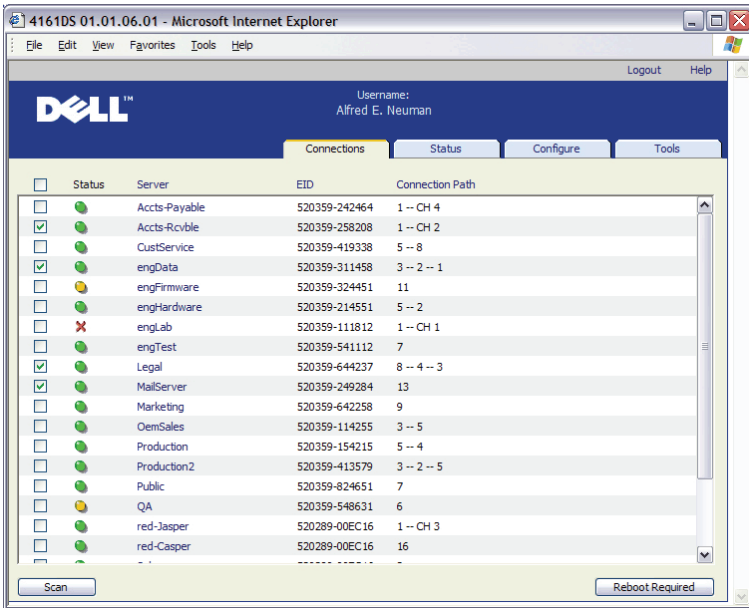 4161DS 01.01.06.01 - Microsoft Internet Explorer
File Edit View Favorites Tools Help
Logout Help
DELL™
Username:
Alfred E. Neuman
Connections Status Configure Tools
Status Server EID Connection Path
Accts-Payable 520359-242464 1 -- CH 4
Accts-Rcvble 520359-258208 1 -- CH 2
CustService 520359-419338 5 -- 8
engData 520359-311458 3 -- 2 -- 1
engFirmware 520359-324451 11
engHardware 520359-214551 5 -- 2
engLab 520359-111812 1 -- CH 1
engTest 520359-541112 7
Legal 520359-644237 8 -- 4 -- 3
MailServer 520359-249284 13
Marketing 520359-642258 9
OemSales 520359-114255 3 -- 5
Production 520359-154215 5 -- 4
Production2 520359-413579 3 -- 2 -- 5
Public 520359-824651 7
QA 520359-548631 6
red-Jasper 520289-00EC16 1 -- CH 3
red-Casper 520289-00EC16 16
Scan Reboot Required